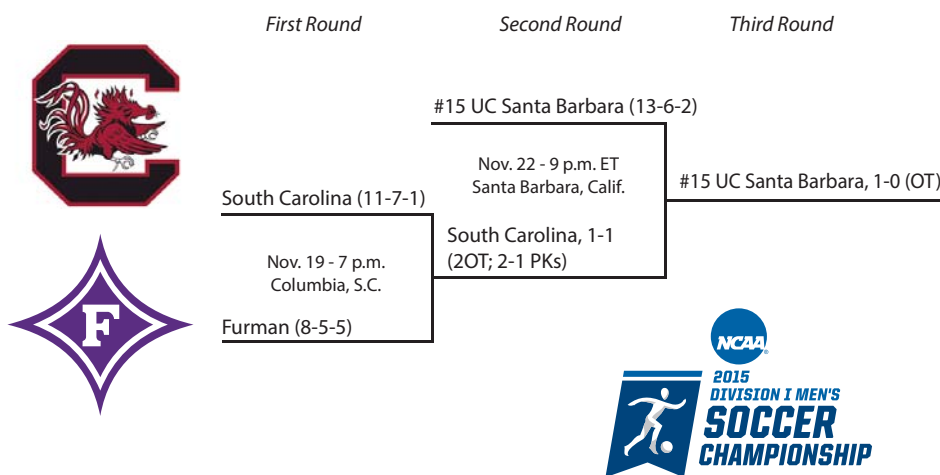 First Round
Second Round
Third Round
#15 UC Santa Barbara (13-6-2)
Nov. 22 - 9 p.m. ET
Santa Barbara, Calif.
#15 UC Santa Barbara, 1-0 (OT)
South Carolina (11-7-1)
South Carolina, 1-1
(2OT; 2-1 PKs)
Nov. 19 - 7 p.m.
Columbia, S.C.
Furman (8-5-5)
C
F
NCAA
2015
DIVISION I MEN'S
SOCCER
CHAMPIONSHIP